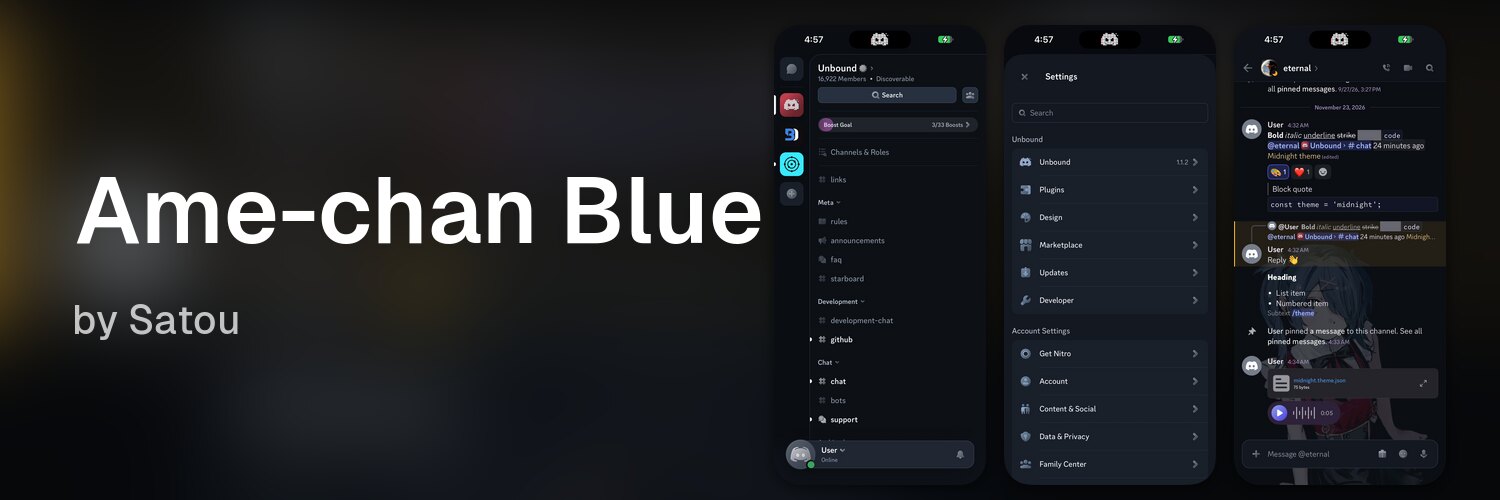 Ame-chan Blue
by Satou
4:57
Unbound
16,922 Members • Discoverable
Search
Boost Goal
3/33 Boosts
Channels & Roles
links
Meta
rules
announcements
faq
starboard
Development
development-chat
github
Chat
chat
bots
support
User
Online
4:57
Settings
Search
Unbound
Unbound
1.1.2
Plugins
Design
Marketplace
Updates
Developer
Account Settings
Get Nitro
Account
Content & Social
Data & Privacy
Family Center
4:57
eternal
all pinned messages. 9/27/26, 3:27 PM
November 23, 2026
User 4:32 AM
Bold italic underline strike code
@eternal Unbound › # chat 24 minutes ago
Midnight theme (edited)
1 1
Block quote
const theme = 'midnight';
@User Bold italic underline strike code
@eternal Unbound › # chat 24 minutes ago Midnigh...
User 4:32 AM
Reply 👋
Heading
• List item
• Numbered item
Subtext /theme
User pinned a message to this channel. See all
pinned messages. 4:33 AM
User 4:34 AM
midnight.theme.json
75 bytes
0:05
Message @eternal